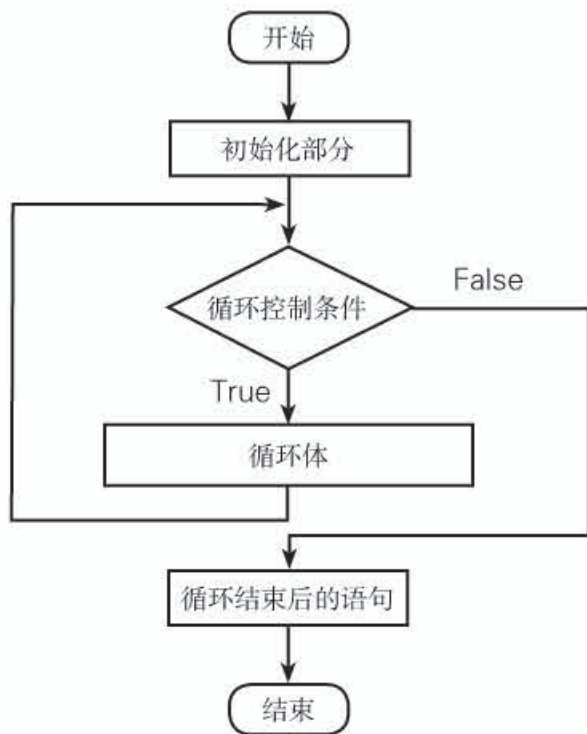 开始
初始化部分
循环控制条件
False
True
循环体
循环结束后的语句
结束